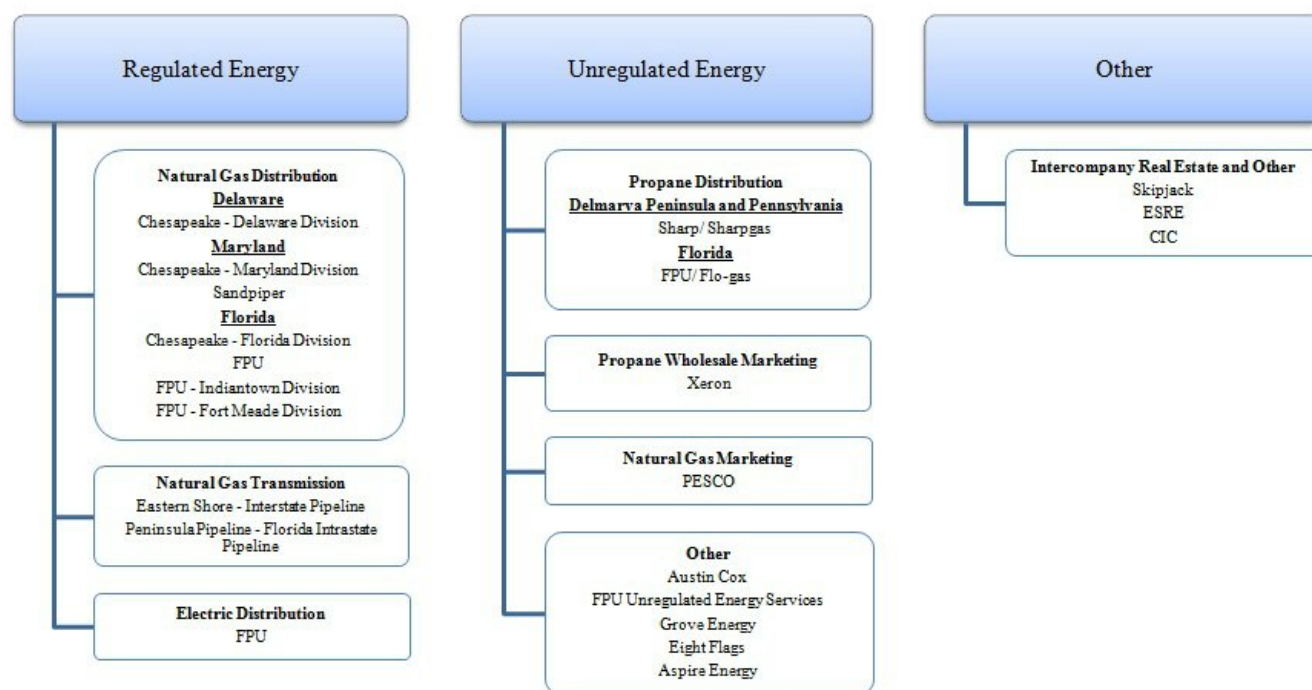 Regulated Energy
Natural Gas Distribution
Delaware
Chesapeake - Delaware Division
Maryland
Chesapeake - Maryland Division
Sandpiper
Florida
Chesapeake - Florida Division
FPU
FPU - Indiantown Division
FPU - Fort Meade Division
Natural Gas Transmission
Eastern Shore - Interstate Pipeline
Peninsula Pipeline - Florida Intrastate
Pipeline
Electric Distribution
FPU
Unregulated Energy
Propane Distribution
Delmarva Peninsula and Pennsylvania
Sharp/ Sharpgas
Florida
FPU/ Flo-gas
Propane Wholesale Marketing
Xeron
Natural Gas Marketing
PESCO
Other
Austin Cox
FPU Unregulated Energy Services
Grove Energy
Eight Flags
Aspire Energy
Other
Intercompany Real Estate and Other
Skipjack
ESRE
CIC